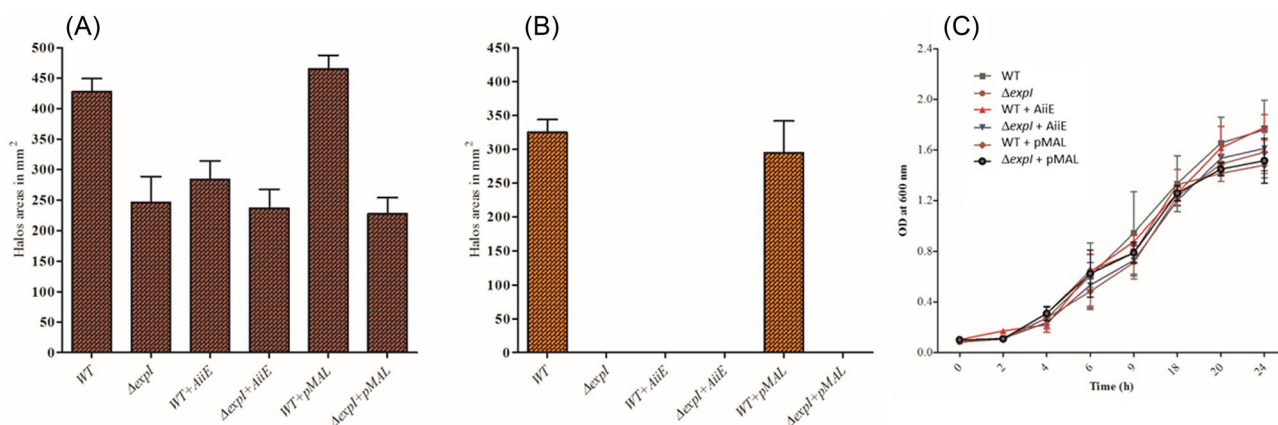 (A)
500
450
400
350
300
250
200
150
100
50
0
Halos areas in mm²
WT
ΔexpI
WT+AiiE
ΔexpI+AiiE
WT+pMAL
ΔexpI+pMAL
(B)
450
400
350
300
250
200
150
100
50
0
Halos areas in mm²
WT
ΔexpI
WT+AiiE
ΔexpI+AiiE
WT+pMAL
ΔexpI+pMAL
(C)
2.4
2.0
1.6
1.2
0.8
0.4
0.0
OD at 600 nm
WT
ΔexpI
WT + AiiE
ΔexpI + AiiE
WT + pMAL
ΔexpI + pMAL
0 2 4 6 9 18 20 24
Time (h)